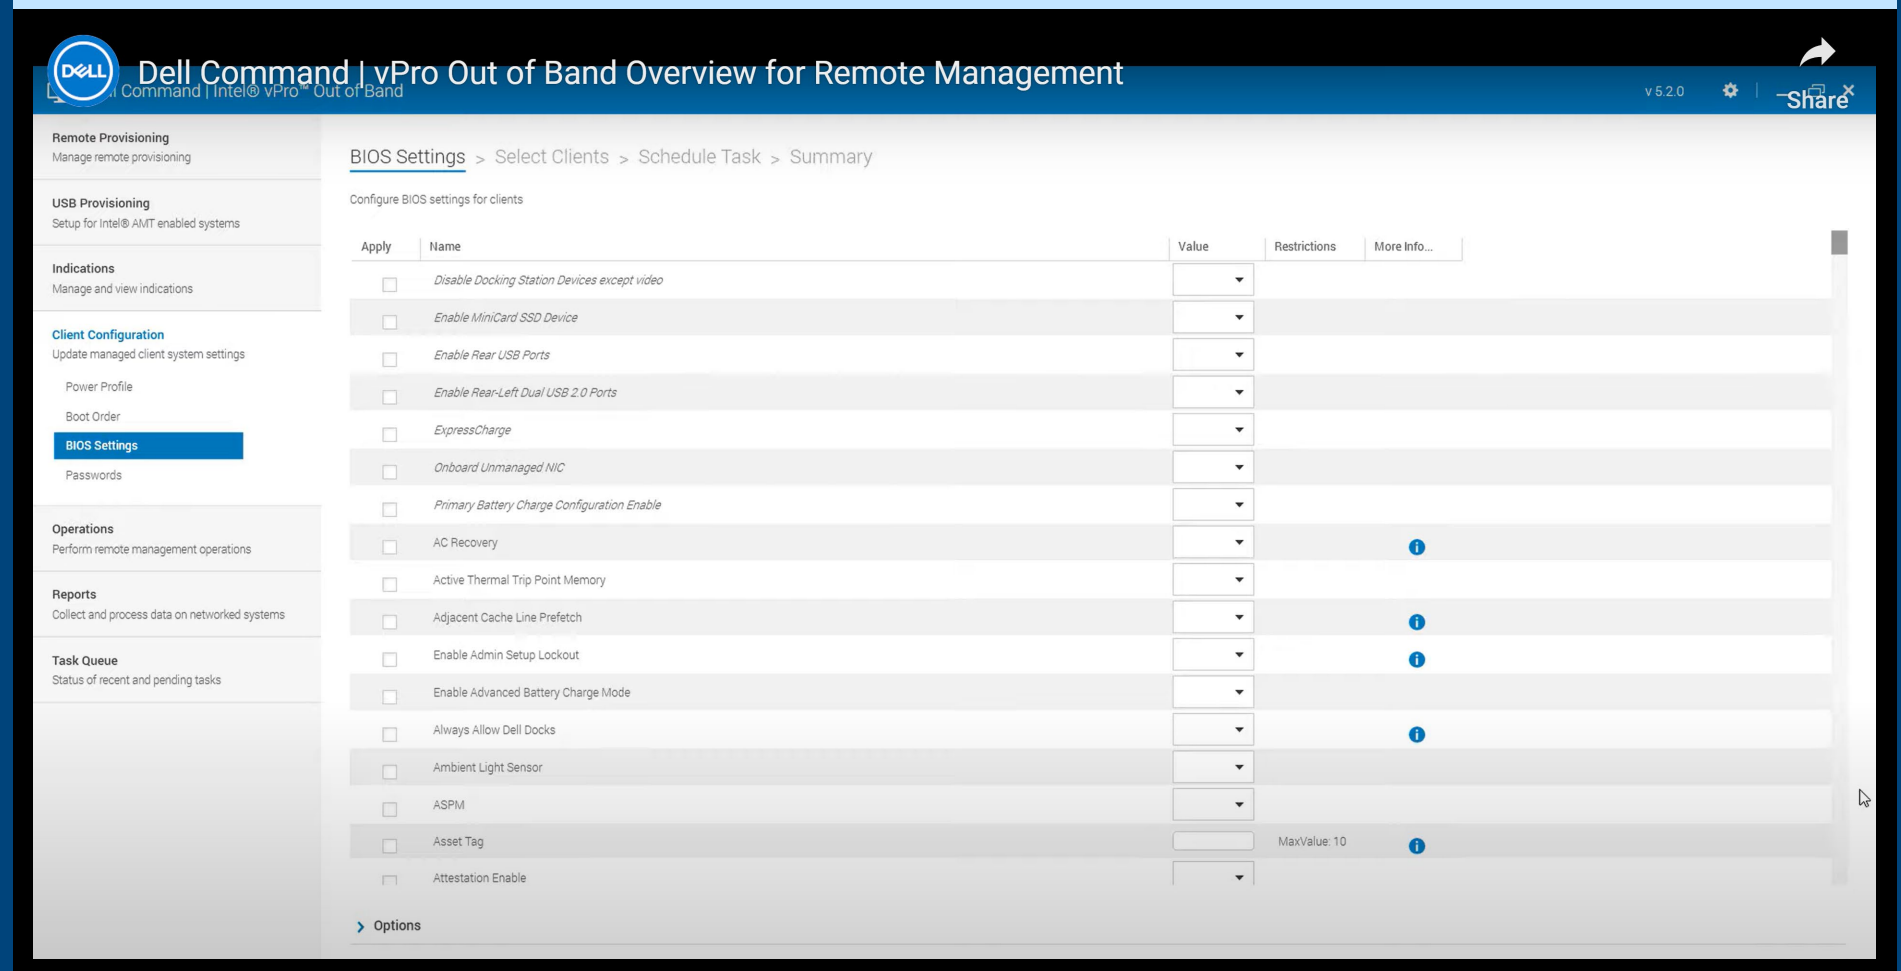 DELL
Dell Command | vPro Out of Band Overview for Remote Management
Command | Intel® vPro™ Out of Band
v 5.2.0
Share
Remote Provisioning
Manage remote provisioning
USB Provisioning
Setup for Intel® AMT enabled systems
Indications
Manage and view indications
Client Configuration
Update managed client system settings
Power Profile
Boot Order
BIOS Settings
Passwords
Operations
Perform remote management operations
Reports
Collect and process data on networked systems
Task Queue
Status of recent and pending tasks
BIOS Settings > Select Clients > Schedule Task > Summary
Configure BIOS settings for clients
Apply Name Value Restrictions More Info...
Disable Docking Station Devices except video
Enable MiniCard SSD Device
Enable Rear USB Ports
Enable Rear-Left Dual USB 2.0 Ports
ExpressCharge
Onboard Unmanaged NIC
Primary Battery Charge Configuration Enable
AC Recovery
Active Thermal Trip Point Memory
Adjacent Cache Line Prefetch
Enable Admin Setup Lockout
Enable Advanced Battery Charge Mode
Always Allow Dell Docks
Ambient Light Sensor
ASPM
Asset Tag MaxValue: 10
Attestation Enable
Options